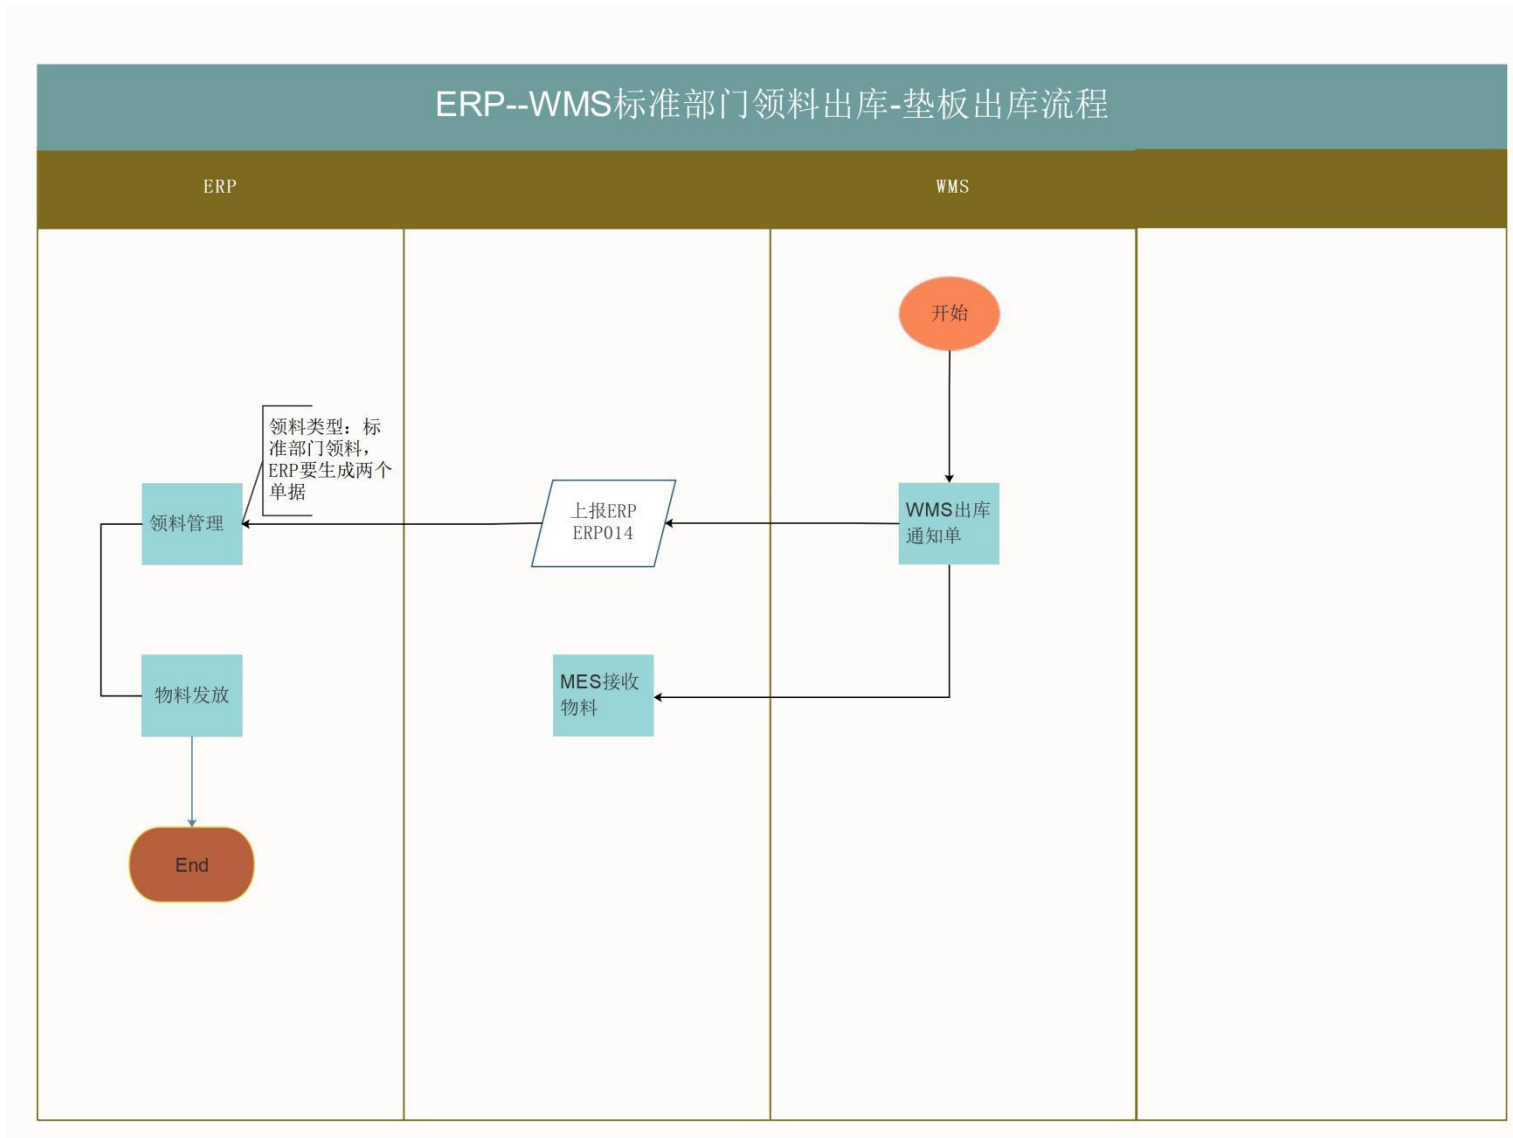 ERP--WMS标准部门领料出库-垫板出库流程
ERP
WMS
开始
领料类型：标
准部门领料，
ERP要生成两个
单据
领料管理
上报ERP
ERP014
WMS出库
通知单
物料发放
MES接收
物料
End